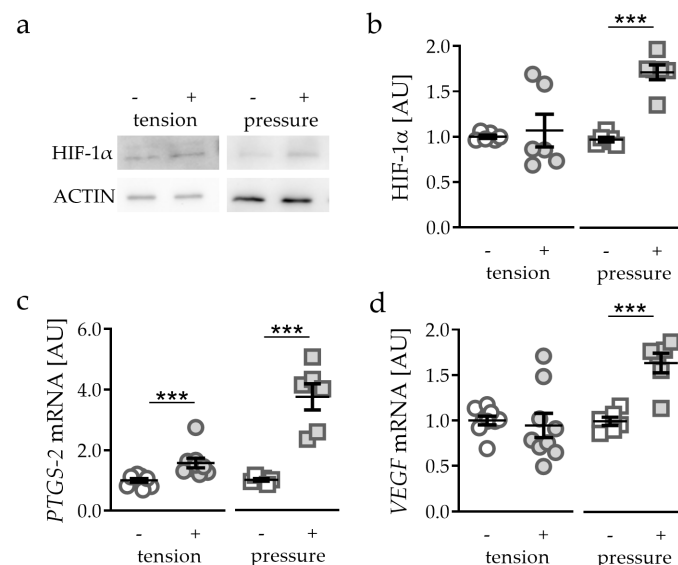 a
- + - +
tension pressure
HIF-1α
ACTIN
b
HIF-1α [AU]
2.0
1.5
1.0
0.5
0.0
***
- + - +
tension pressure
c
PTGS-2 mRNA [AU]
6.0
4.0
2.0
0.0
***
***
- + - +
tension pressure
d
VEGF mRNA [AU]
2.0
1.5
1.0
0.5
0.0
***
- + - +
tension pressure